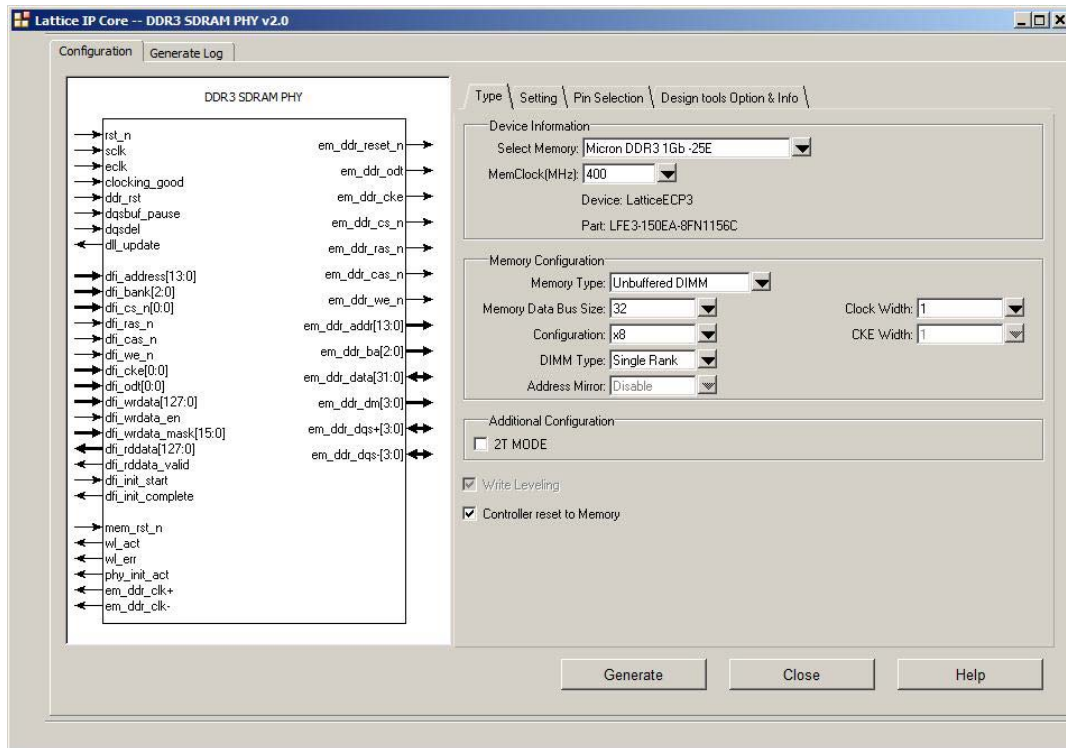 Lattice IP Core -- DDR3 SDRAM PHY v2.0
Configuration
Generate Log
DDR3 SDRAM PHY
rst_n
sclk
eclk
clocking_good
ddr_rst
dqsbuf_pause
dqsdel
dll_update
dfi_address[13:0]
dfi_bank[2:0]
dfi_cs_n[0:0]
dfi_ras_n
dfi_cas_n
dfi_we_n
dfi_cke[0:0]
dfi_odt[0:0]
dfi_wrdata[127:0]
dfi_wrdata_en
dfi_wrdata_mask[15:0]
dfi_rddata[127:0]
dfi_rddata_valid
dfi_init_start
dfi_init_complete
mem_rst_n
wl_act
wl_err
phy_init_act
em_ddr_clk+
em_ddr_clk-
em_ddr_reset_n
em_ddr_odt
em_ddr_cke
em_ddr_cs_n
em_ddr_ras_n
em_ddr_cas_n
em_ddr_we_n
em_ddr_addr[13:0]
em_ddr_ba[2:0]
em_ddr_data[31:0]
em_ddr_dm[3:0]
em_ddr_dqs+[3:0]
em_ddr_dqs-[3:0]
Type
Setting
Pin Selection
Design tools Option & Info
Device Information
Select Memory: Micron DDR3 1Gb -25E
MemClock(MHz): 400
Device: LatticeECP3
Part: LFE3-150EA-8FN1156C
Memory Configuration
Memory Type: Unbuffered DIMM
Memory Data Bus Size: 32
Clock Width: 1
Configuration: x8
CKE Width: 1
DIMM Type: Single Rank
Address Mirror: Disable
Additional Configuration
2T MODE
Write Leveling
Controller reset to Memory
Generate
Close
Help